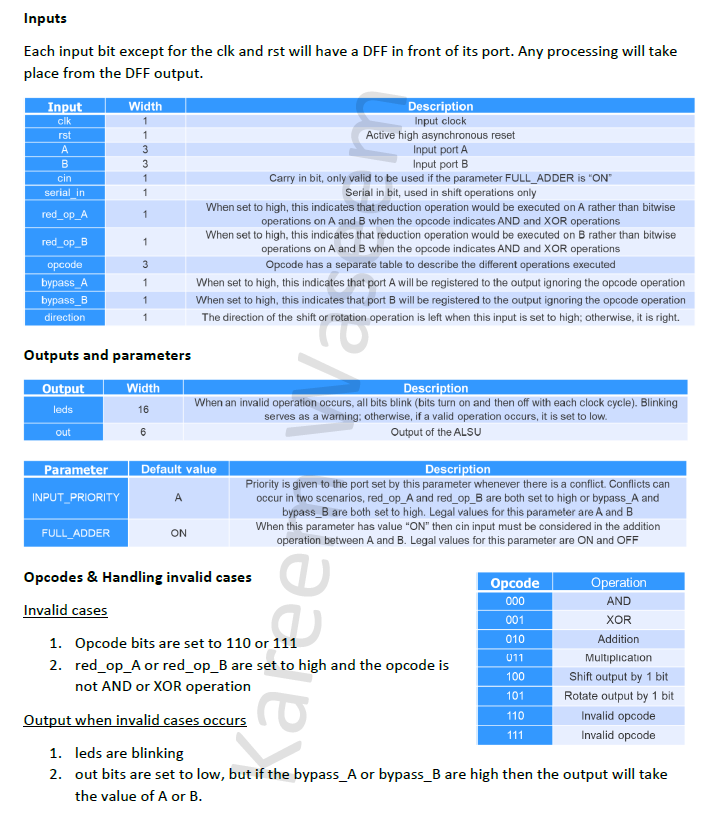 Inputs
Each input bit except for the clk and rst will have a DFF in front of its port. Any processing will take
place from the DFF output.
Input Width Description
clk 1 Input clock
rst 1 Active high asynchronous reset
A 3 Input port A
B 3 Input port B
cin 1 Carry in bit, only valid to be used if the parameter FULL_ADDER is "ON"
serial_in 1 Serial in bit, used in shift operations only
red_op_A 1 When set to high, this indicates that reduction operation would be executed on A rather than bitwise
operations on A and B when the opcode indicates AND and XOR operations
red_op_B 1 When set to high, this indicates that reduction operation would be executed on B rather than bitwise
operations on A and B when the opcode indicates AND and XOR operations
opcode 3 Opcode has a separate table to describe the different operations executed
bypass_A 1 When set to high, this indicates that port A will be registered to the output ignoring the opcode operation
bypass_B 1 When set to high, this indicates that port B will be registered to the output ignoring the opcode operation
direction 1 The direction of the shift or rotation operation is left when this input is set to high; otherwise, it is right.
Outputs and parameters
Output Width Description
leds 16 When an invalid operation occurs, all bits blink (bits turn on and then off with each clock cycle). Blinking
serves as a warning; otherwise, if a valid operation occurs, it is set to low.
out 6 Output of the ALSU
Parameter Default value Description
INPUT_PRIORITY A Priority is given to the port set by this parameter whenever there is a conflict. Conflicts can
occur in two scenarios, red_op_A and red_op_B are both set to high or bypass_A and
bypass_B are both set to high. Legal values for this parameter are A and B
FULL_ADDER ON When this parameter has value "ON" then cin input must be considered in the addition
operation between A and B. Legal values for this parameter are ON and OFF
Opcodes & Handling invalid cases
Invalid cases
1. Opcode bits are set to 110 or 111
2. red_op_A or red_op_B are set to high and the opcode is
not AND or XOR operation
Opcode Operation
000 AND
001 XOR
010 Addition
011 Multiplication
100 Shift output by 1 bit
101 Rotate output by 1 bit
110 Invalid opcode
111 Invalid opcode
Output when invalid cases occurs
1. leds are blinking
2. out bits are set to low, but if the bypass_A or bypass_B are high then the output will take
the value of A or B.
Kareem Waseem